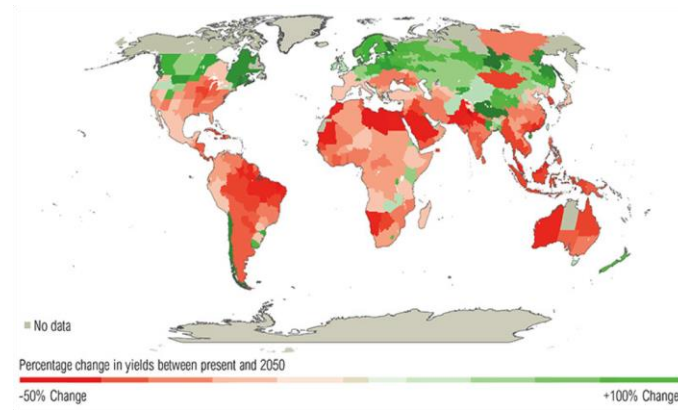 No data
Percentage change in yields between present and 2050
-50% Change
+100% Change